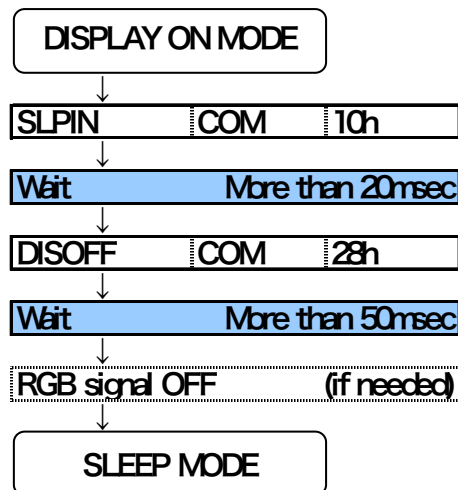 DISPLAY ON MODE
↓
SLPIN COM 10h
↓
Wait More than 20msec
↓
DISOFF COM 28h
↓
Wait More than 50msec
↓
RGB signal OFF (if needed)
↓
SLEEP MODE